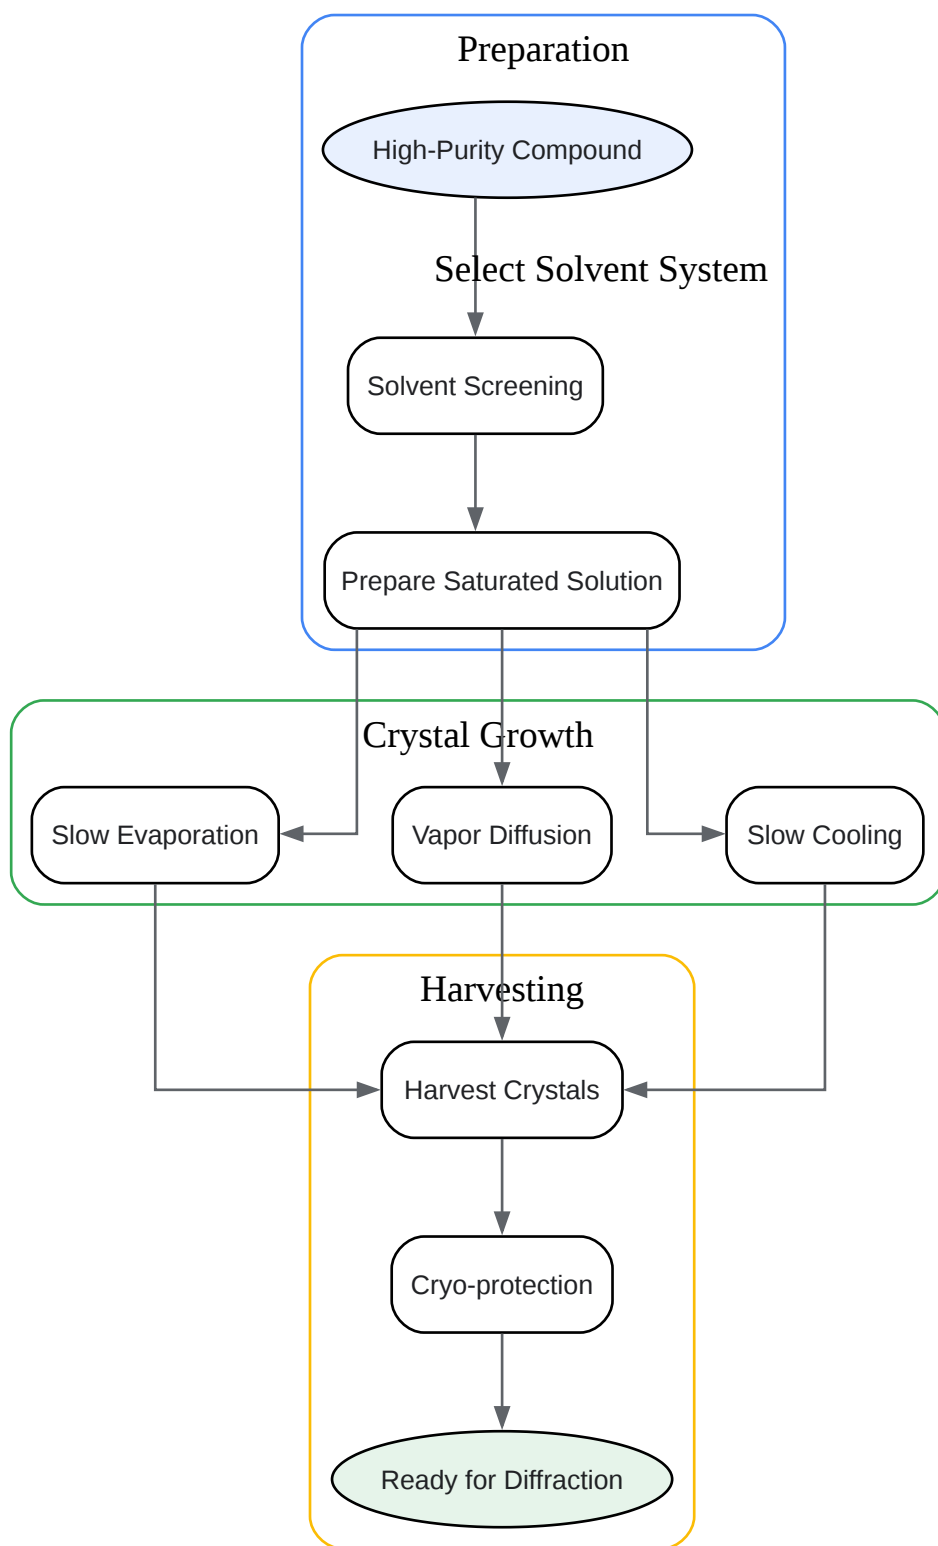 Preparation
High-Purity Compound
Select Solvent System
Solvent Screening
Prepare Saturated Solution
Crystal Growth
Slow Evaporation
Vapor Diffusion
Slow Cooling
Harvesting
Harvest Crystals
Cryo-protection
Ready for Diffraction